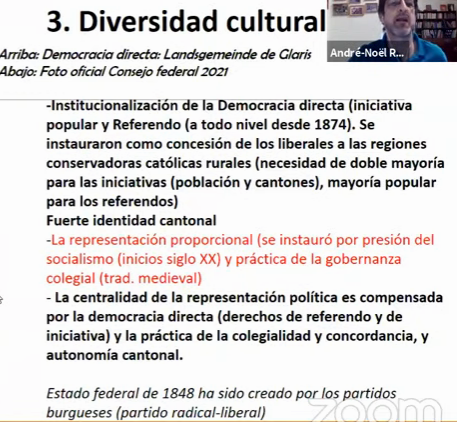 3. Diversidad cultural
André-Noël R...
Arriba: Democracia directa: Landsgemeinde de Glaris
Abajo: Foto oficial Consejo federal 2021
-Institucionalización de la Democracia directa (iniciativa
popular y Referendo (a todo nivel desde 1874). Se
instauraron como concesión de los liberales a las regiones
conservadoras católicas rurales (necesidad de doble mayoría
para las iniciativas (población y cantones), mayoría popular
para los referendos)
Fuerte identidad cantonal
-La representación proporcional (se instauró por presión del
socialismo (inicios siglo XX) y práctica de la gobernanza
colegial (trad. medieval)
- La centralidad de la representación política es compensada
por la democracia directa (derechos de referendo y de
iniciativa) y la práctica de la colegialidad y concordancia, y
autonomía cantonal.
Estado federal de 1848 ha sido creado por los partidos
burgueses (partido radical-liberal)
zoom